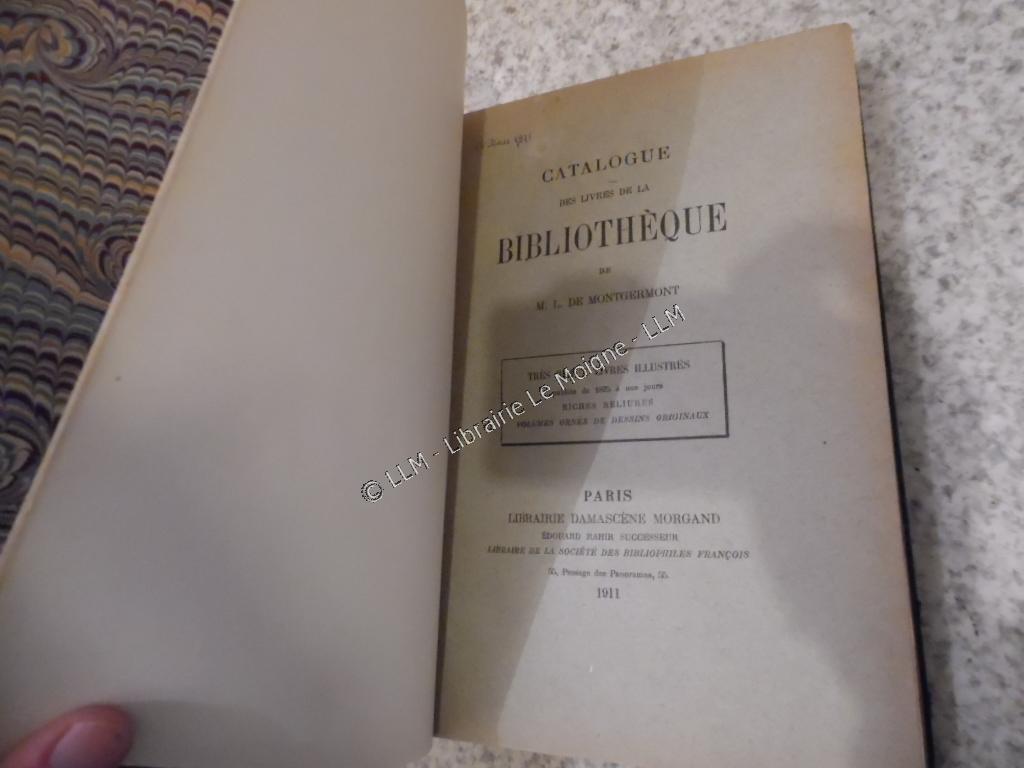 1911
CATALOGUE
DES LIVRES DE LA
BIBLIOTHÈQUE
DE
M. L. DE MONTGERMONT
TRÈS LIVRES ILLUSTRÉS
de 1875 à nos jours
RICHES RELIURES
VOLUMES ORNÉS DE DESSINS ORIGINAUX
PARIS
LIBRAIRIE DAMASCÈNE MORGAND
ÉDOUARD RAHIR SUCCESSEUR
LIBRAIRE DE LA SOCIÉTÉ DES BIBLIOPHILES FRANÇOIS
55, Passage des Panoramas, 55.
1911
© LLM - Librairie Le Moigne - LLM